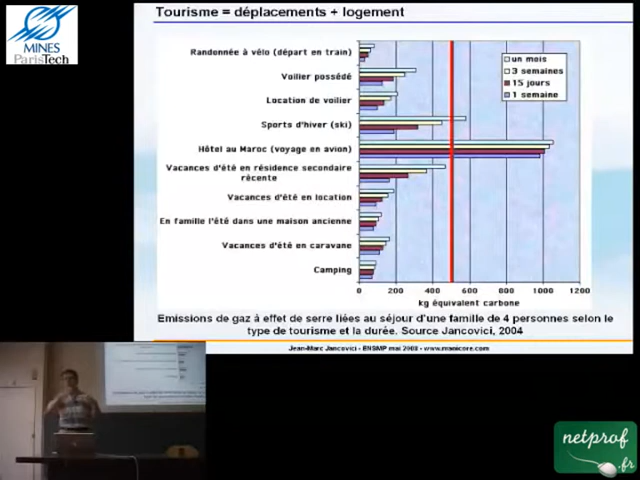 Tourisme = déplacements + logement
MINES
ParisTech
Randonnée à vélo (départ en train)
Voilier possédé
Location de voilier
Sports d'hiver (ski)
Hôtel au Maroc (voyage en avion)
Vacances d'été en résidence secondaire
récente
Vacances d'été en location
En famille l'été dans une maison ancienne
Vacances d'été en caravane
Camping
un mois
3 semaines
15 jours
1 semaine
0 200 400 600 800 1000 1200
kg équivalent carbone
Emissions de gaz à effet de serre liées au séjour d'une famille de 4 personnes selon le
type de tourisme et la durée. Source Jancovici, 2004
Jean-Marc Jancovici - ENSMP mai 2008 - www.manicore.com
netprof
.fr